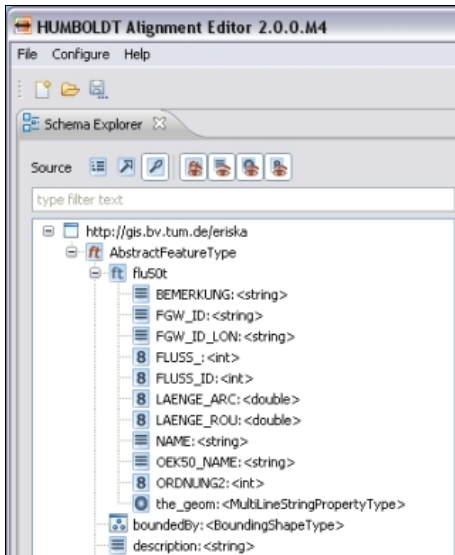 HUMBOLDT Alignment Editor 2.0.0.M4
File Configure Help
Schema Explorer
Source
type filter text
http://gis.bv.tum.de/eriska
ft AbstractFeatureType
ft flu50t
BEMERKUNG:<string>
FGW_ID:<string>
FGW_ID_LON:<string>
8 FLUSS_:<int>
8 FLUSS_ID:<int>
8 LAENGE_ARC:<double>
8 LAENGE_ROU:<double>
NAME:<string>
OEK50_NAME:<string>
8 ORDNUNG2:<int>
the_geom:<MultiLineStringPropertyType>
boundedBy:<BoundingShapeType>
description:<string>